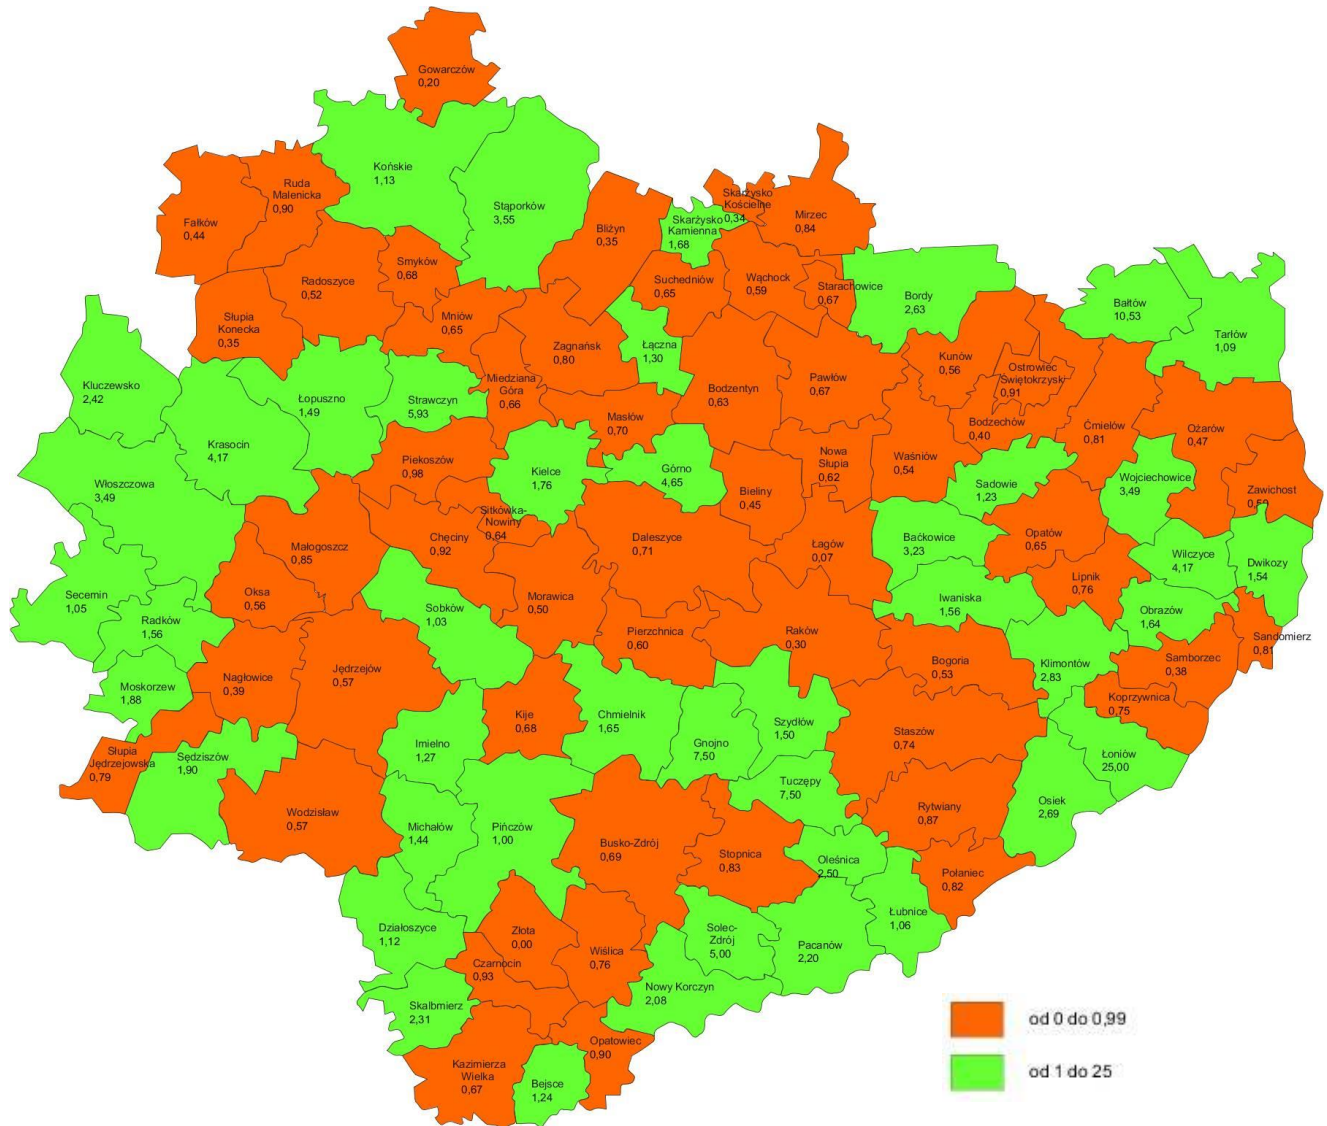 Gowarczów
0,20
Końskie
1,13
Stąporków
3,55
Ruda
Malenicka
0,90
Fałków
0,44
Bliżyn
0,35
Skarżysko
Kościelne
0,34
Skarżysko
Kamienna
1,68
Mirzec
0,84
Smyków
0,68
Radoszyce
0,52
Suchedniów
0,65
Wąchock
0,59
Starachowice
0,67
Bordy
2,63
Bałtów
10,53
Tarłów
1,09
Słupia
Konecka
0,35
Mniów
0,65
Zagnańsk
0,80
Łączna
1,30
Kluczewsko
2,42
Łopuszno
1,49
Strawczyn
5,93
Miedziana
Góra
0,66
Bodzentyn
0,63
Pawłów
0,67
Kunów
0,56
Ostrowiec
Świętokrzyski
0,91
Masłów
0,70
Bodzechów
0,40
Ćmielów
0,81
Ożarów
0,47
Krasocin
4,17
Piekoszów
0,98
Kielce
1,76
Górno
4,65
Nowa
Słupia
0,62
Waśniów
0,54
Włoszczowa
3,49
Bieliny
0,45
Sadowie
1,23
Wojciechowice
3,49
Zawichost
Sitkówka-
Nowiny
0,64
Małogoszcz
0,85
Chęciny
0,92
Daleszyce
0,71
Łagów
0,07
Baćkowice
3,23
Opatów
0,65
Wilczyce
4,17
Dwikozy
1,54
Lipnik
0,76
Secemin
1,05
Oksa
0,56
Radków
1,56
Sobków
1,03
Morawica
0,50
Iwaniska
1,56
Obrazów
1,64
Pierzchnica
0,60
Raków
0,30
Sandomierz
0,81
Jędrzejów
0,57
Nagłowice
0,39
Moskorzew
1,88
Bogoria
0,53
Klimontów
2,83
Samborzec
0,38
Koprzywnica
0,75
Kije
0,68
Chmielnik
1,65
Szydłów
1,50
Staszów
0,74
Imielno
1,27
Gnojno
7,50
Słupia
Jędrzejowska
0,79
Sędziszów
1,90
Łoniów
25,00
Tuczępy
7,50
Osiek
2,69
Wodzisław
0,57
Michałów
1,44
Pińczów
1,00
Rytwiany
0,87
Busko-Zdrój
0,69
Stopnica
0,83
Oleśnica
2,50
Połaniec
0,82
Łubnice
1,06
Działoszyce
1,12
Złota
0,00
Wiślica
0,76
Solec-
Zdrój
5,00
Pacanów
2,20
Czarnocin
0,93
Nowy Korczyn
2,08
Skalbmierz
2,31
Opatowiec
0,90
Kazimierza
Wielka
0,67
Bejsce
1,24
od 0 do 0,99
od 1 do 25